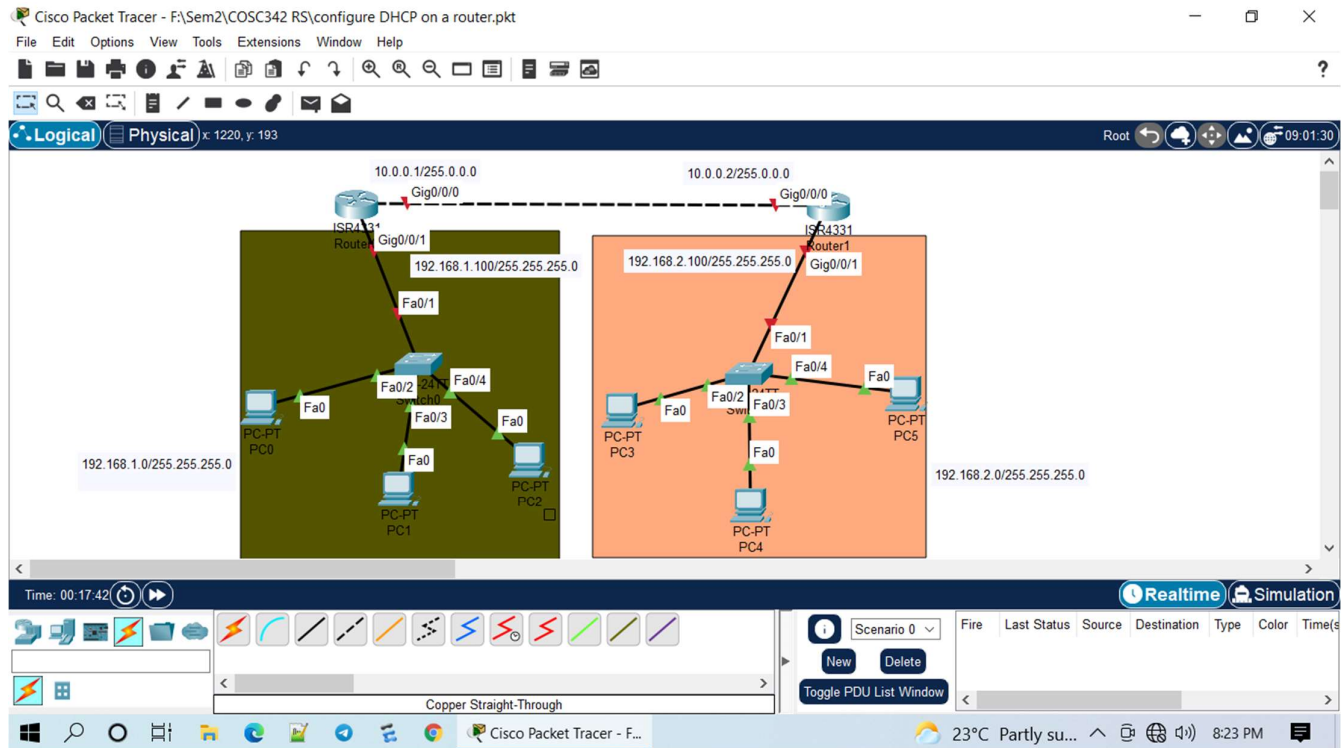 Cisco Packet Tracer - F:\Sem2\COSC342 RS\configure DHCP on a router.pkt
File Edit Options View Tools Extensions Window Help
?
Logical Physical x: 1220, y: 193 Root 09:01:30
10.0.0.1/255.0.0.0 10.0.0.2/255.0.0.0
Gig0/0/0 Gig0/0/0
ISR4331 ISR4331
Router1
Gig0/0/1
192.168.1.100/255.255.255.0 192.168.2.100/255.255.255.0 Gig0/0/1
Fa0/1
Fa0/1
Fa0/2 Fa0/4 Fa0/4 Fa0
Fa0 Fa0/3 Fa0 Fa0 Fa0/2 Fa0/3
PC-PT
PC0
PC-PT
PC3
PC-PT
PC5
Fa0 Fa0
192.168.1.0/255.255.255.0 192.168.2.0/255.255.255.0
PC-PT
PC2
PC-PT
PC1
PC-PT
PC4
Time: 00:17:42 Realtime Simulation
Scenario 0 Fire Last Status Source Destination Type Color Time(s
New Delete
Toggle PDU List Window
Copper Straight-Through
Cisco Packet Tracer - F... 23°C Partly su... 8:23 PM